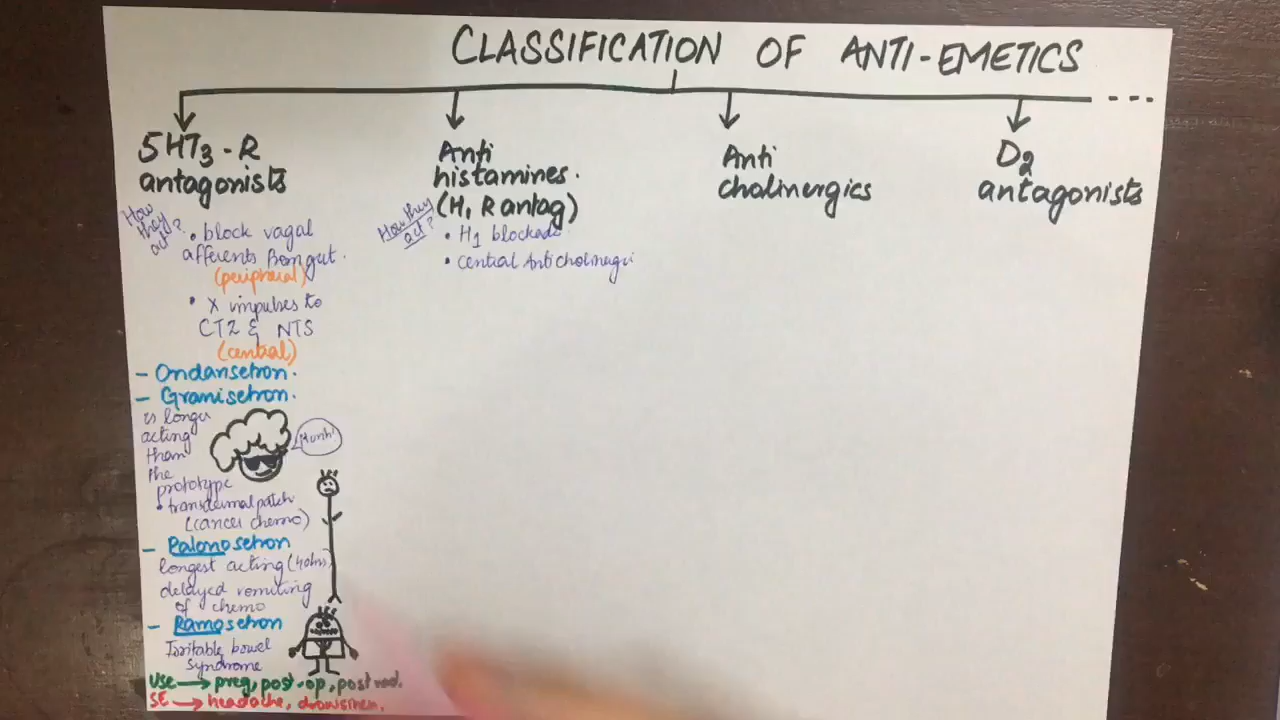 CLASSIFICATION OF ANTI-EMETICS
5HT3-R
antagonists
How
they
act?
• block vagal
afferents from gut.
(peripheral)
• X impulses to
CTZ & NTS
(central)
- Ondansetron.
- Granisetron.
is longer
acting
than
the
prototype
• transdermal patch
(cancer chemo)
Hunh!
- Palonosetron
longest acting (40hrs)
delayed vomiting
of chemo
- Ramosetron
Irritable bowel
syndrome
Use → preg, post-op, post rad.
SE → headache, drowsiness.
Anti
histamines.
(H1 R antag)
How they
act?
• H1 blockade
• central Anticholinergi
Anti
cholinergics
D2
antagonists
....